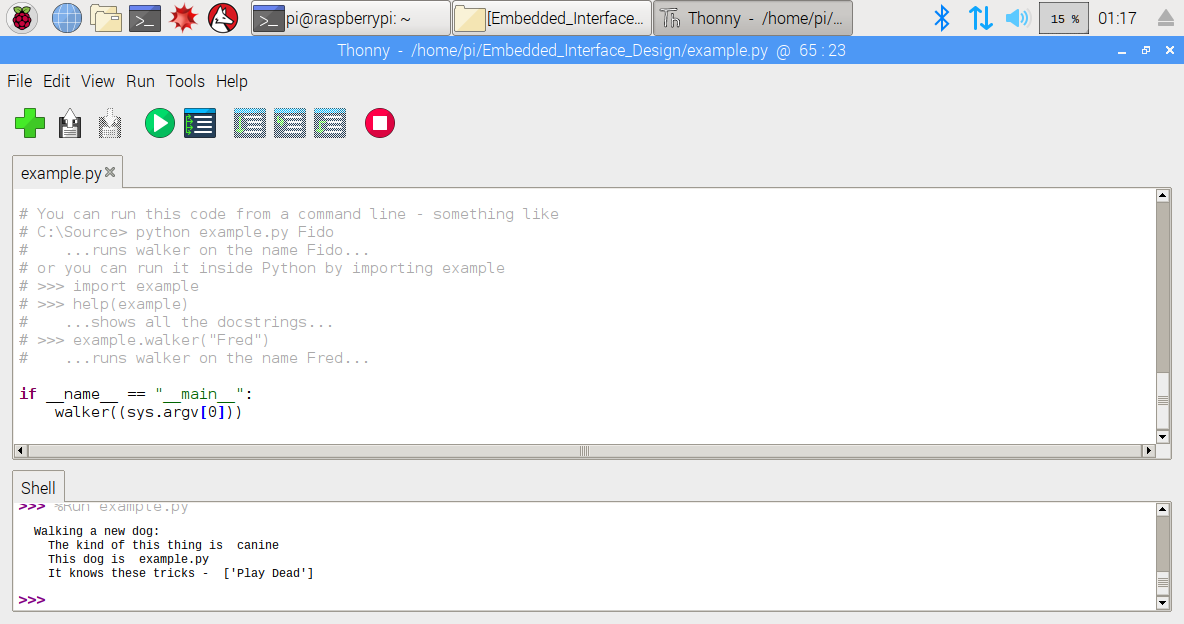 pi@raspberrypi: ~ [Embedded_Interface... Thonny - /home/pi/... 15 % 01:17
Thonny - /home/pi/Embedded_Interface_Design/example.py @ 65 : 23
File Edit View Run Tools Help
example.py
# You can run this code from a command line - something like
# C:\Source> python example.py Fido
#    ...runs walker on the name Fido...
# or you can run it inside Python by importing example
# >>> import example
# >>> help(example)
#    ...shows all the docstrings...
# >>> example.walker("Fred")
#    ...runs walker on the name Fred...
if __name__ == "__main__":
    walker((sys.argv[0]))
Shell
>>> %Run example.py
Walking a new dog:
  The kind of this thing is  canine
  This dog is  example.py
  It knows these tricks -  ['Play Dead']
>>>